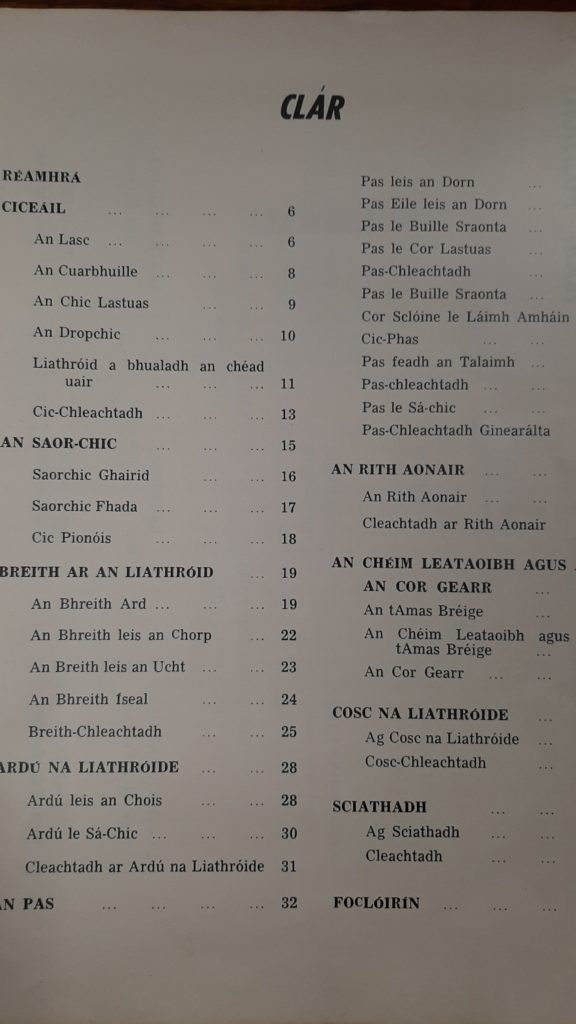 CLÁR
RÉAMHRÁ
CICEÁIL ... ... ... ... 6
An Lasc ... ... ... ... 6
An Cuarbhuille ... ... ... 8
An Chic Lastuas ... ... 9
An Dropchic ... ... ... 10
Liathróid a bhualadh an chéad
uair ... ... ... 11
Cic-Chleachtadh ... ... ... 13
AN SAOR-CHIC ... ... ... 15
Saorchic Ghairid ... ... 16
Saorchic Fhada ... ... ... 17
Cic Pionóis ... ... ... 18
BREITH AR AN LIATHRÓID ... 19
An Bhreith Ard ... ... ... 19
An Bhreith leis an Chorp ... 22
An Breith leis an Ucht ... ... 23
An Bhreith Íseal ... ... 24
Breith-Chleachtadh ... ... 25
ARDÚ NA LIATHRÓIDE ... ... 28
Ardú leis an Chois ... ... 28
Ardú le Sá-Chic ... ... ... 30
Cleachtadh ar Ardú na Liathróide 31
AN PAS ... ... ... ... 32
Pas leis an Dorn ...
Pas Eile leis an Dorn ...
Pas le Buille Sraonta ...
Pas le Cor Lastuas ...
Pas-Chleachtadh ...
Pas le Buille Sraonta ...
Cor Sclóine le Láimh Amháin
Cic-Phas ... ...
Pas feadh an Talaimh ...
Pas-chleachtadh ... ...
Pas le Sá-chic ... ...
Pas-Chleachtadh Ginearálta
AN RITH AONAIR ... ...
An Rith Aonair ... ...
Cleachtadh ar Rith Aonair
AN CHÉIM LEATAOIBH AGUS
AN COR GEARR ...
An tAmas Bréige ...
An Chéim Leataoibh agus
tAmas Bréige ...
An Cor Gearr ... ...
COSC NA LIATHRÓIDE ...
Ag Cosc na Liathróide ...
Cosc-Chleachtadh ...
SCIATHADH ... ...
Ag Sciathadh ... ...
Cleachtadh ... ...
FOCLÓIRÍN ... ... ...